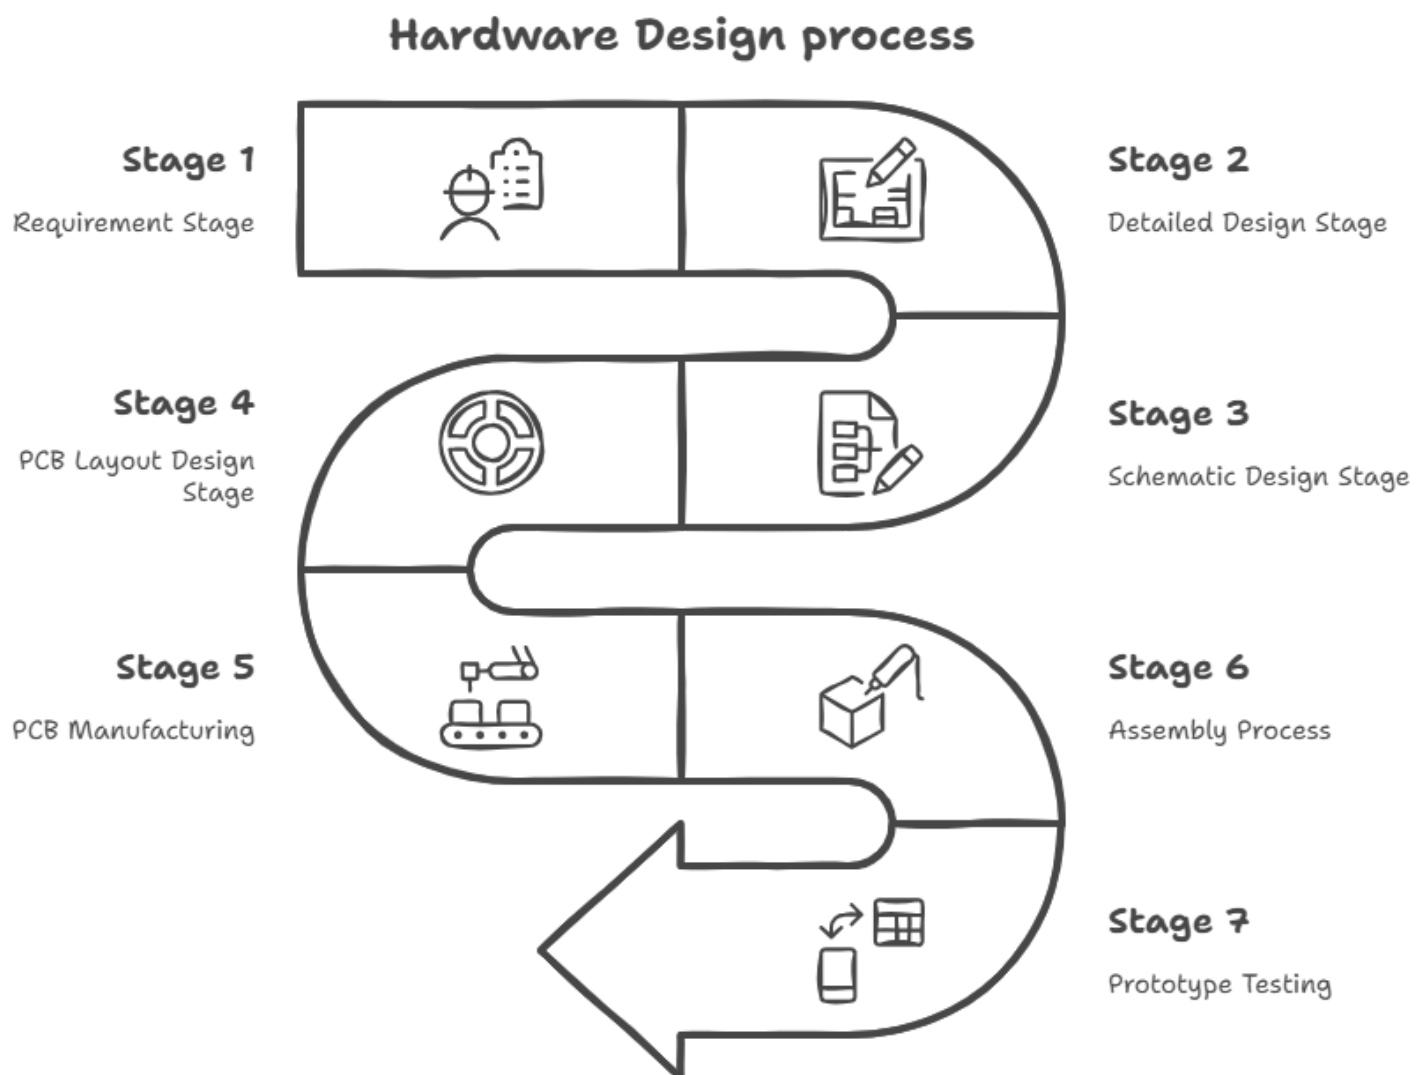 Hardware Design process
Stage 1
Requirement Stage
Stage 2
Detailed Design Stage
Stage 3
Schematic Design Stage
Stage 4
PCB Layout Design
Stage
Stage 5
PCB Manufacturing
Stage 6
Assembly Process
Stage 7
Prototype Testing